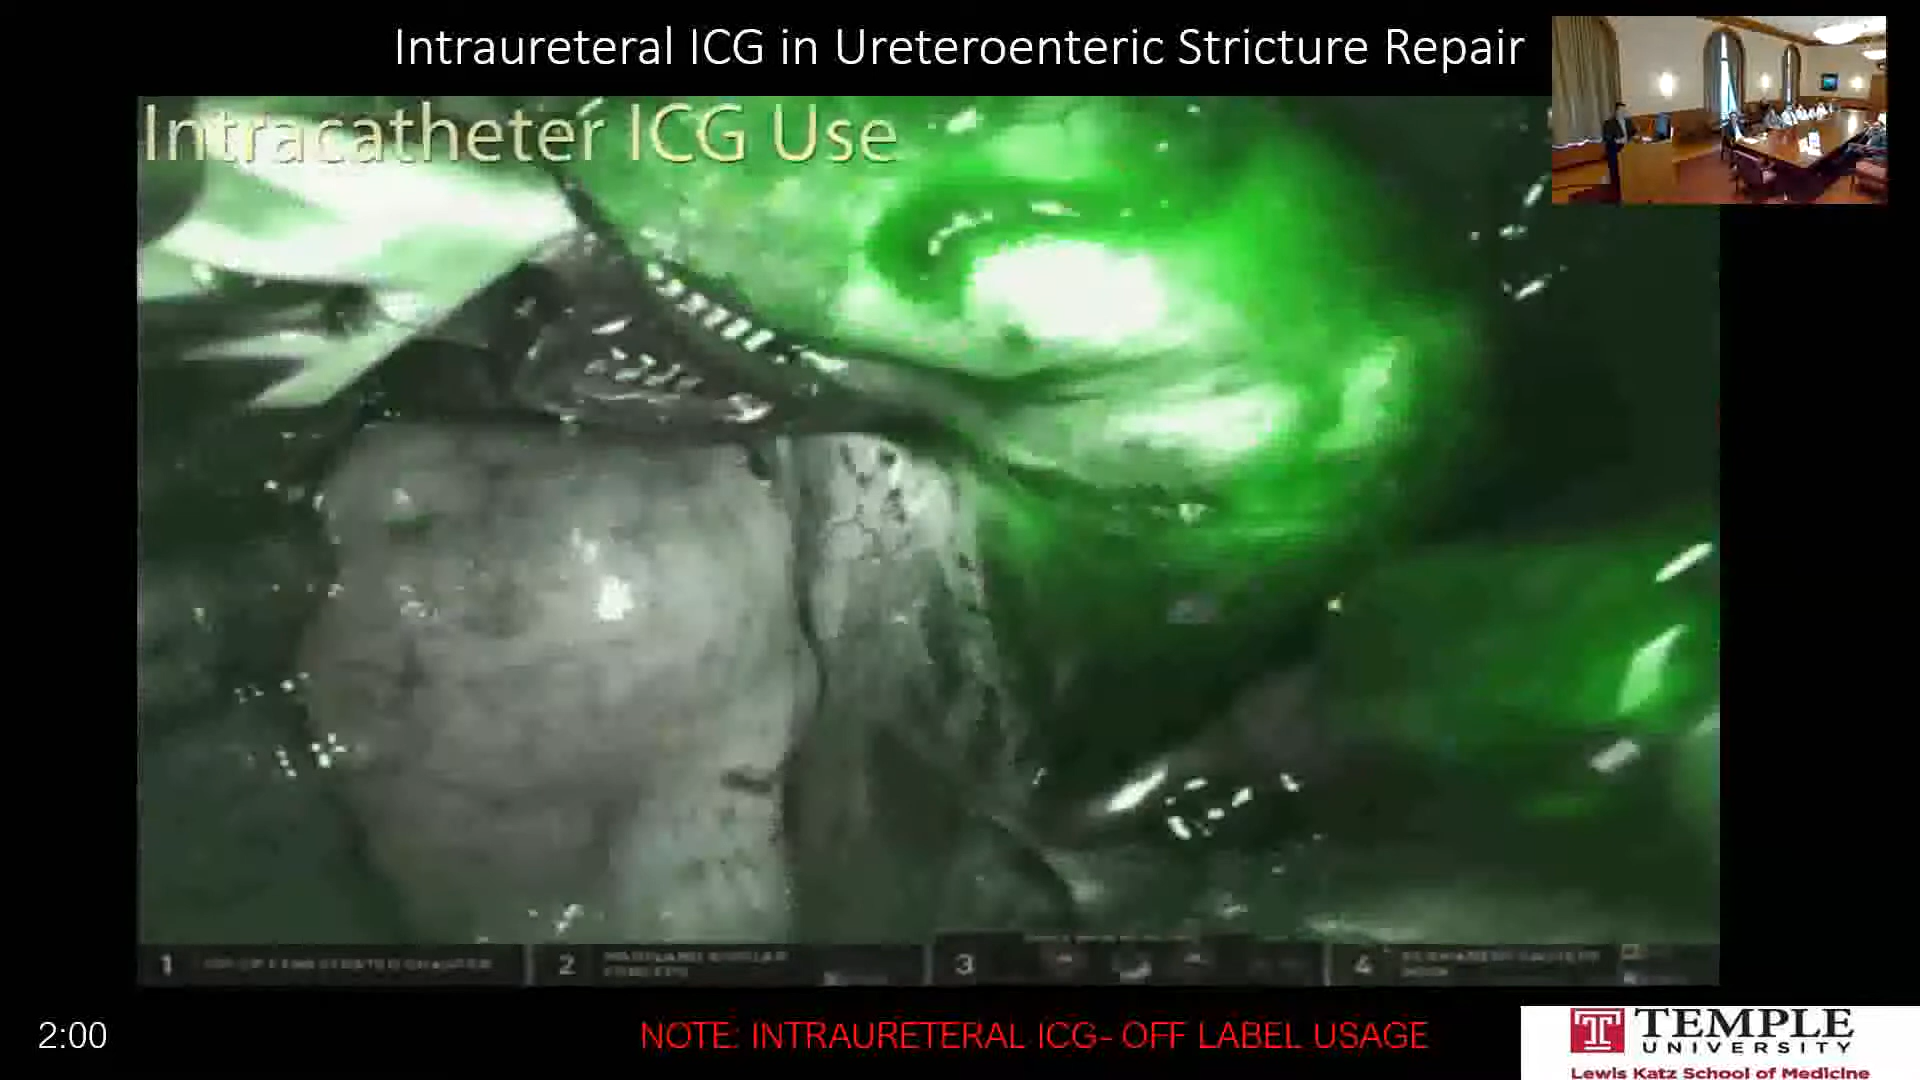 Intraureteral ICG in Ureteroenteric Stricture Repair
Intracatheter ICG Use
1
2
3
4
2:00
NOTE: INTRAURETERAL ICG- OFF LABEL USAGE
TEMPLE
UNIVERSITY
Lewis Katz School of Medicine